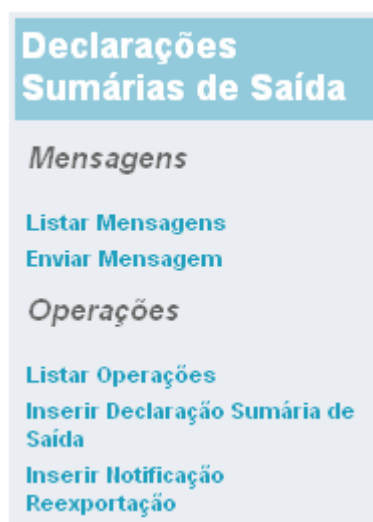 Declarações
Sumárias de Saída
Mensagens
Listar Mensagens
Enviar Mensagem
Operações
Listar Operações
Inserir Declaração Sumária de
Saída
Inserir Notificação
Reexportação